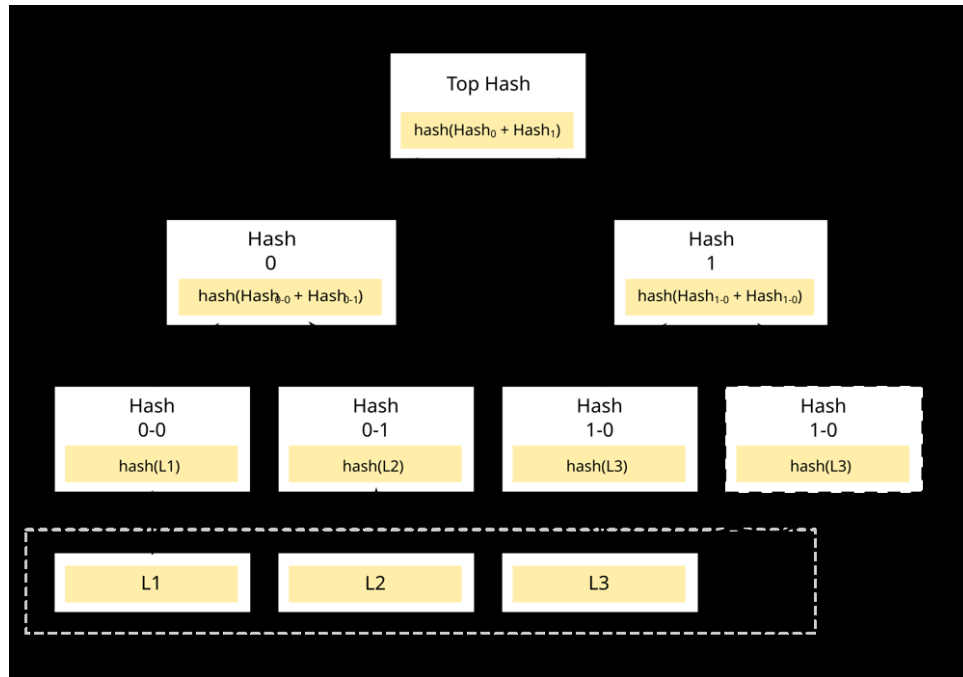 Top Hash
hash(Hash₀ + Hash₁)
Hash
0
hash(Hash₀₋₀ + Hash₀₋₁)
Hash
1
hash(Hash₁₋₀ + Hash₁₋₀)
Hash
0-0
hash(L1)
Hash
0-1
hash(L2)
Hash
1-0
hash(L3)
Hash
1-0
hash(L3)
L1
L2
L3